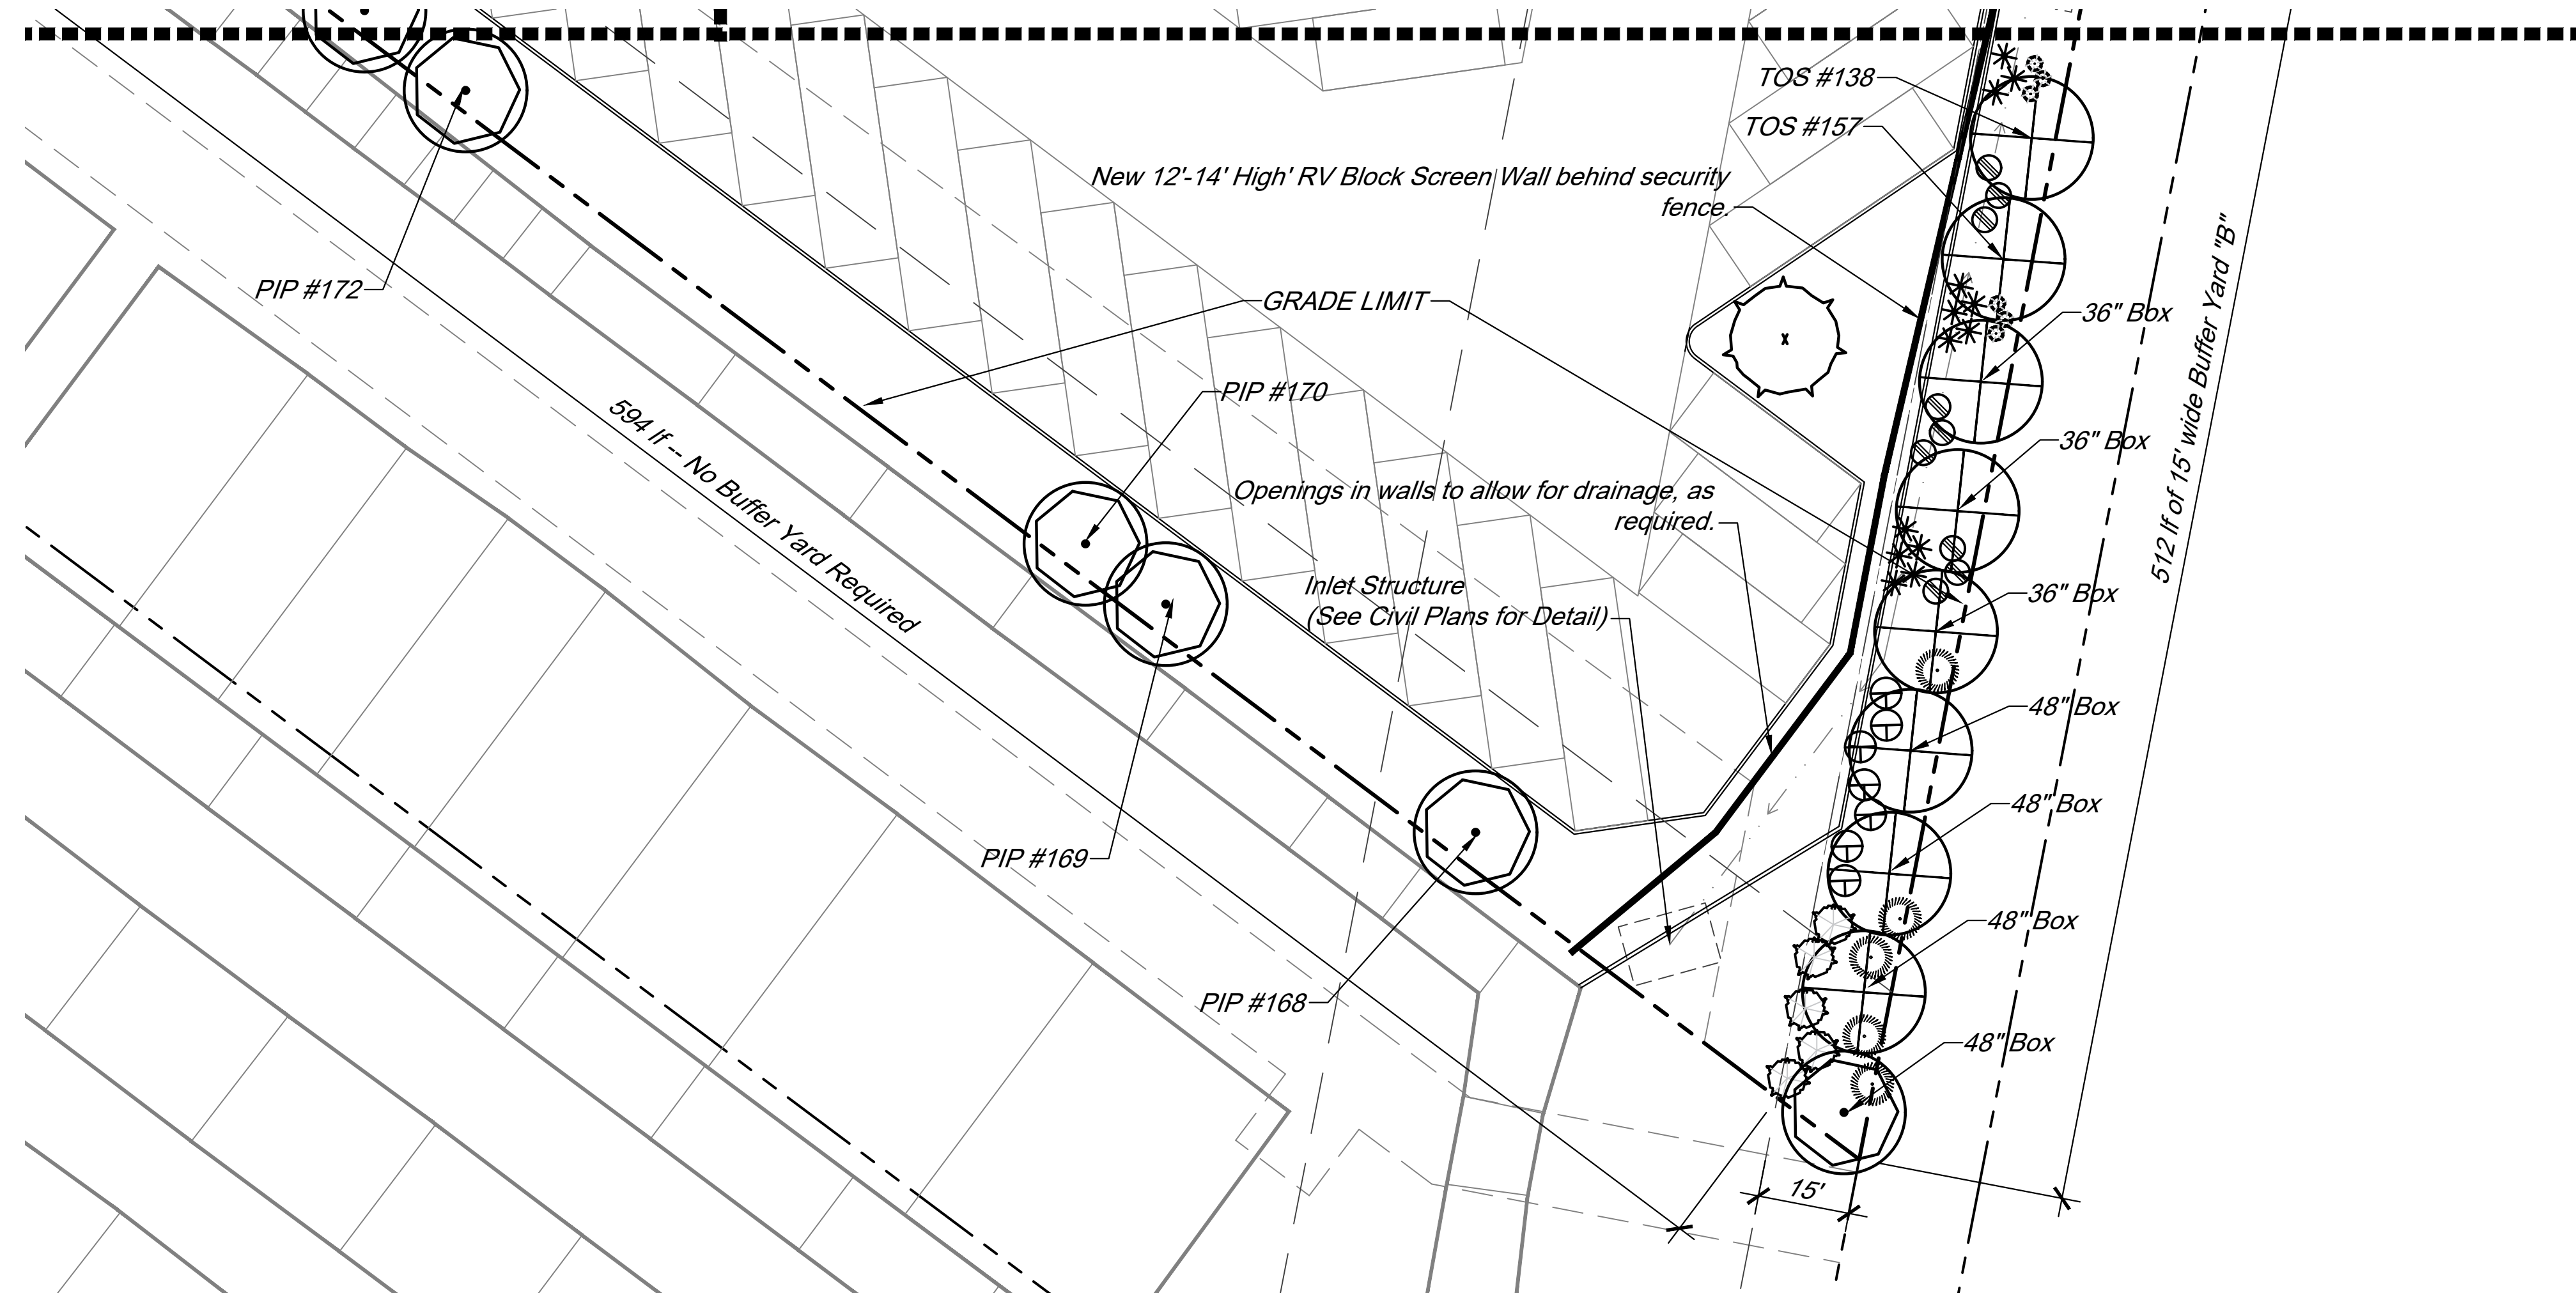 TOS #138
TOS #157
New 12'-14' High' RV Block Screen Wall behind security
fence.
PIP #172
GRADE LIMIT
36" Box
PIP #170
594 lf -- No Buffer Yard Required
36" Box
512 lf of 15' wide Buffer Yard "B"
Openings in walls to allow for drainage, as
required.
Inlet Structure
(See Civil Plans for Detail)
36" Box
48" Box
48" Box
PIP #169
48" Box
PIP #168
48" Box
15'